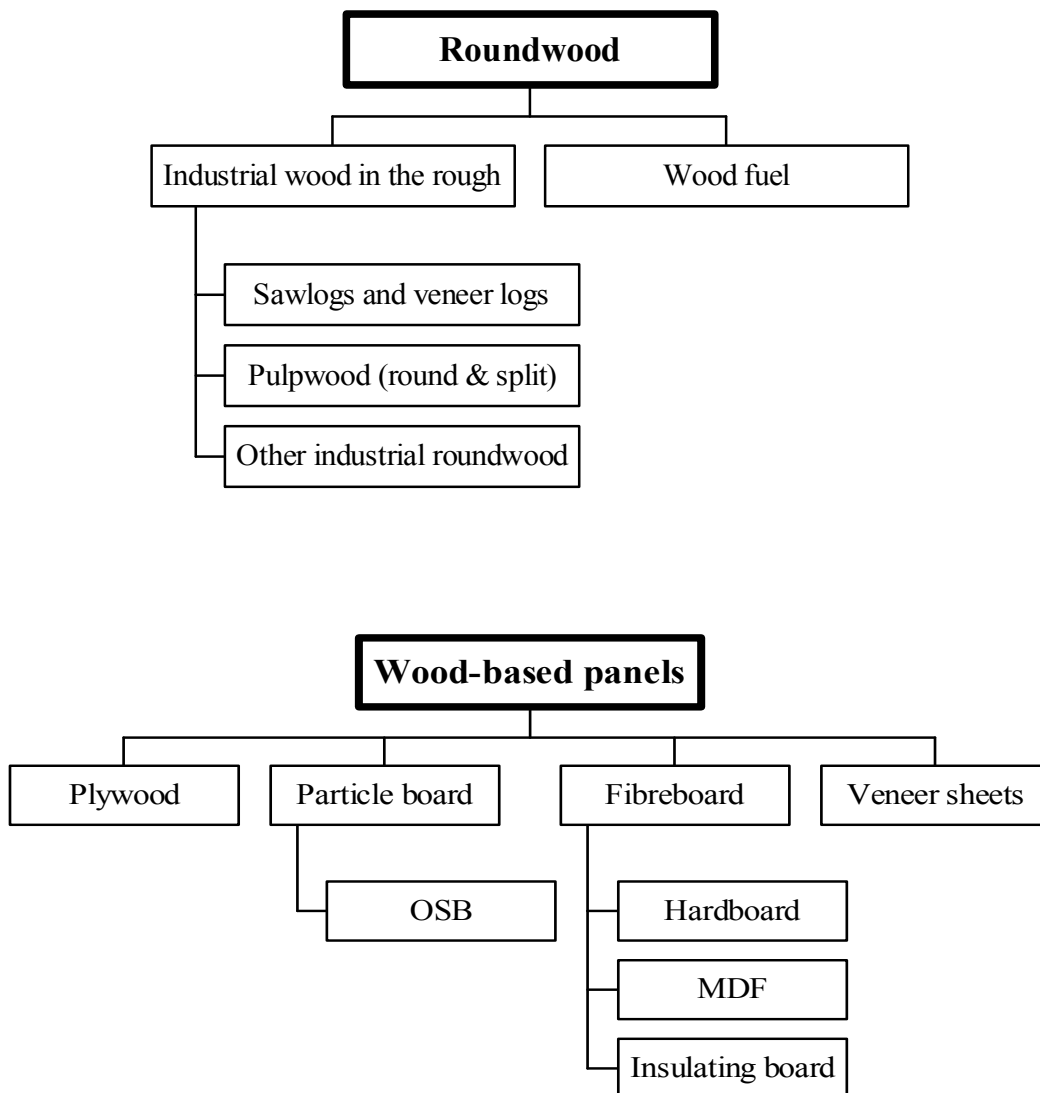 Roundwood
Industrial wood in the rough
Wood fuel
Sawlogs and veneer logs
Pulpwood (round & split)
Other industrial roundwood
Wood-based panels
Plywood
Particle board
Fibreboard
Veneer sheets
OSB
Hardboard
MDF
Insulating board